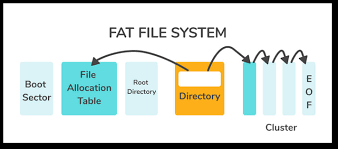 FAT FILE SYSTEM
Boot
Sector
File
Allocation
Table
Root
Directory
Directory
E
O
F
Cluster